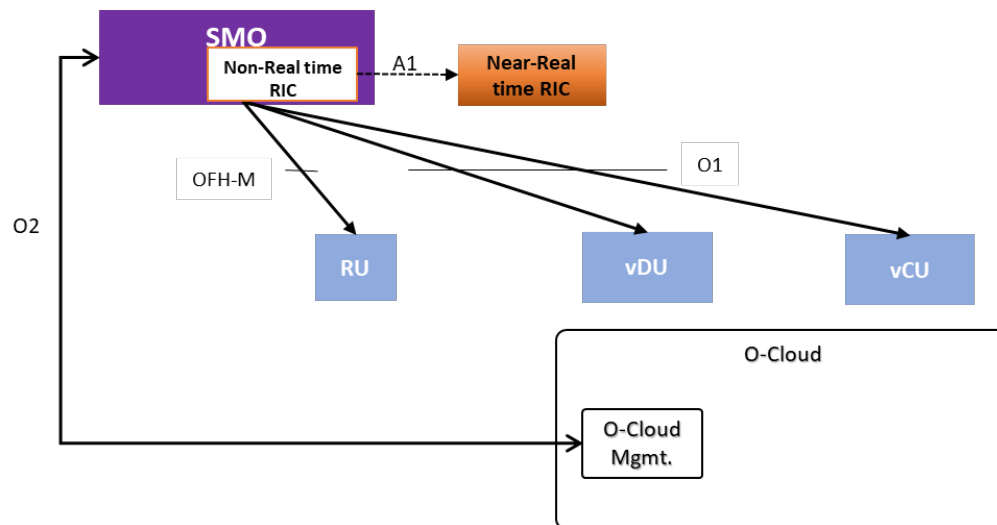 SMO
Non-Real time
RIC
A1
Near-Real
time RIC
OFH-M
O1
O2
RU
vDU
vCU
O-Cloud
O-Cloud
Mgmt.